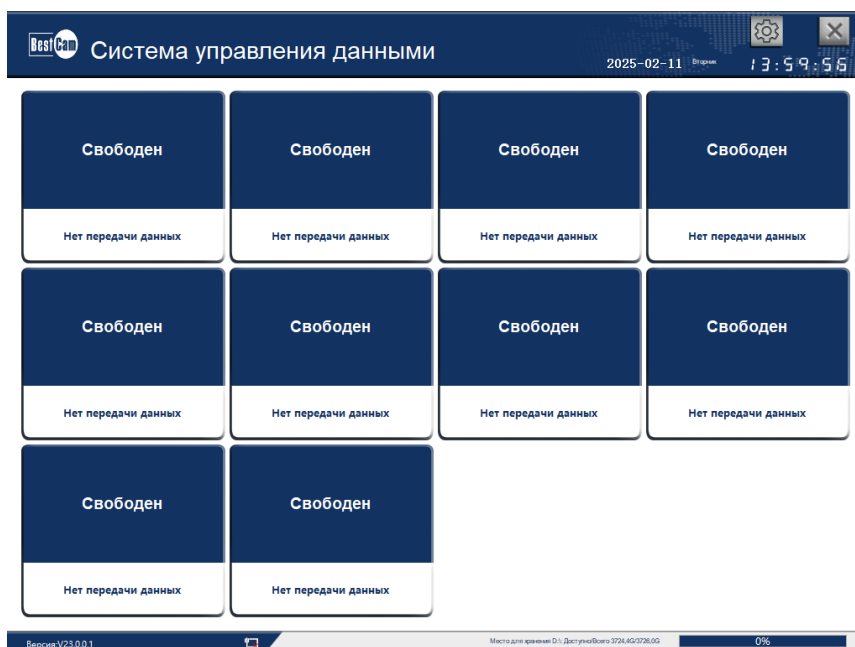 BestCam Система управления данными
2025-02-11 Вторник 13:59:56
Свободен Свободен Свободен Свободен
Нет передачи данных Нет передачи данных Нет передачи данных Нет передачи данных
Свободен Свободен Свободен Свободен
Нет передачи данных Нет передачи данных Нет передачи данных Нет передачи данных
Свободен Свободен
Нет передачи данных Нет передачи данных
Версия:V23.0.0.1 Место для хранения D:\: Доступно/Всего 3724,4G/3726,0G 0%